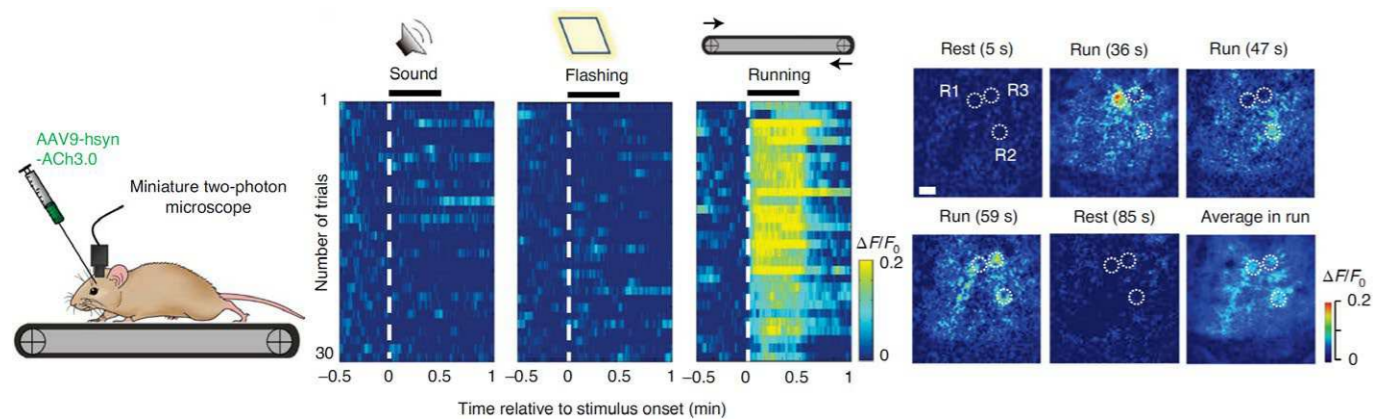 AAV9-hsyn
-ACh3.0
Miniature two-photon
microscope
Sound
Flashing
Running
Number of trials
1
30
–0.5
0
0.5
1
–0.5
0
0.5
1
–0.5
0
0.5
1
Time relative to stimulus onset (min)
ΔF/F0
0.2
0
Rest (5 s)
Run (36 s)
Run (47 s)
R1
R3
R2
Run (59 s)
Rest (85 s)
Average in run
ΔF/F0
0.2
0